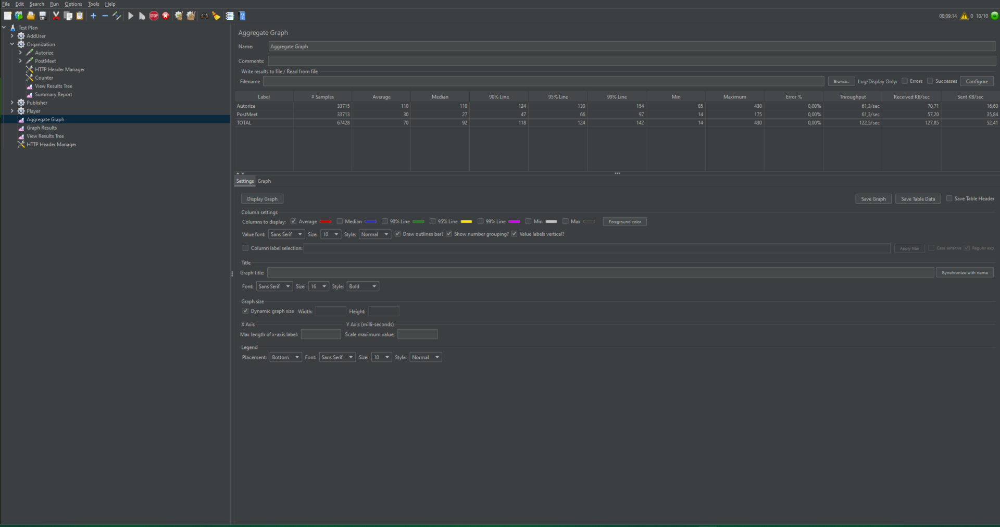 File Edit Search Run Options Tools Help
00:09:14 0 10/10
Test Plan
AddUser
Organization
Autorize
PostMeet
HTTP Header Manager
Counter
View Results Tree
Summary Report
Publisher
Player
Aggregate Graph
Graph Results
View Results Tree
HTTP Header Manager
Aggregate Graph
Name: Aggregate Graph
Comments:
Write results to file / Read from file
Filename Browse... Log/Display Only: Errors Successes Configure
Label # Samples Average Median 90% Line 95% Line 99% Line Min Maximum Error % Throughput Received KB/sec Sent KB/sec
Autorize 33715 110 110 124 130 154 85 430 0,00% 61,3/sec 70,71 16,60
PostMeet 33713 30 27 47 66 97 14 175 0,00% 61,3/sec 57,20 35,84
TOTAL 67428 70 92 118 124 142 14 430 0,00% 122,5/sec 127,85 52,41
Settings Graph
Display Graph Save Graph Save Table Data Save Table Header
Column settings
Columns to display: Average Median 90% Line 95% Line 99% Line Min Max Foreground color
Value font: Sans Serif Size: 10 Style: Normal Draw outlines bar? Show number grouping? Value labels vertical?
Column label selection: Apply filter Case sensitive Regular exp.
Title
Graph title: Synchronize with name
Font: Sans Serif Size: 16 Style: Bold
Graph size
Dynamic graph size Width: Height:
X Axis Y Axis (milli-seconds)
Max length of x-axis label: Scale maximum value:
Legend
Placement: Bottom Font: Sans Serif Size: 10 Style: Normal